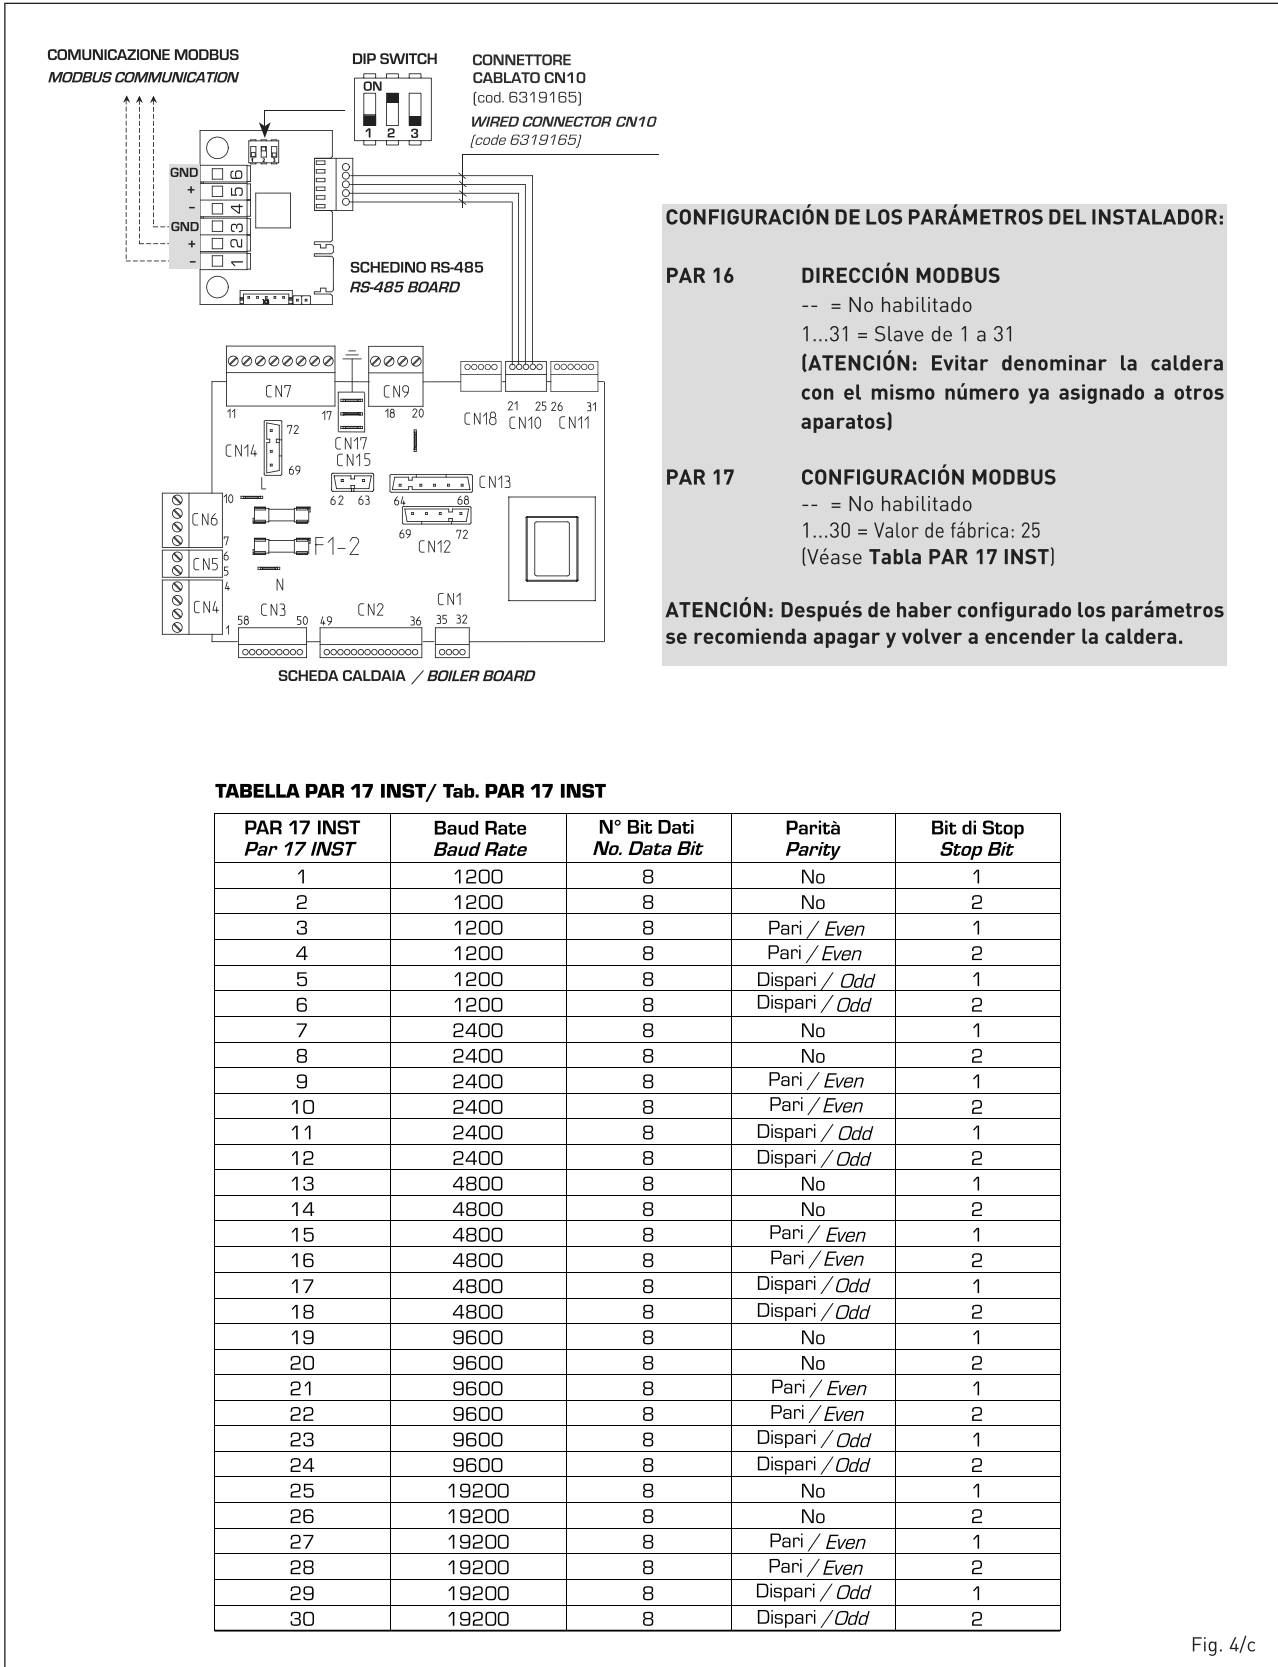 COMUNICAZIONE MODBUS
MODBUS COMMUNICATION
DIP SWITCH
ON
1 2 3
CONNETTORE
CABLATO CN10
(cod. 6319165)
WIRED CONNECTOR CN10
(code 6319165)
GND 6
+ 5
- 4
GND 3
+ 2
- 1
SCHEDINO RS-485
RS-485 BOARD
CN7
11 17
CN9
18 20
CN18
21 25
CN10
26 31
CN11
CN17
CN14
72
69
CN15
62 63
CN13
64 68
CN12
69 72
L
F1-2
N
CN6
10
7
CN5
6
5
CN4
4
1
CN3
58 50
CN2
49 36
CN1
35 32
SCHEDA CALDAIA / BOILER BOARD
CONFIGURACIÓN DE LOS PARÁMETROS DEL INSTALADOR:
PAR 16 DIRECCIÓN MODBUS
-- = No habilitado
1...31 = Slave de 1 a 31
(ATENCIÓN: Evitar denominar la caldera
con el mismo número ya asignado a otros
aparatos)
PAR 17 CONFIGURACIÓN MODBUS
-- = No habilitado
1...30 = Valor de fábrica: 25
(Véase Tabla PAR 17 INST)
ATENCIÓN: Después de haber configurado los parámetros
se recomienda apagar y volver a encender la caldera.
TABELLA PAR 17 INST/ Tab. PAR 17 INST
PAR 17 INST Baud Rate N° Bit Dati Parità Bit di Stop
Par 17 INST Baud Rate No. Data Bit Parity Stop Bit
1 1200 8 No 1
2 1200 8 No 2
3 1200 8 Pari / Even 1
4 1200 8 Pari / Even 2
5 1200 8 Dispari / Odd 1
6 1200 8 Dispari / Odd 2
7 2400 8 No 1
8 2400 8 No 2
9 2400 8 Pari / Even 1
10 2400 8 Pari / Even 2
11 2400 8 Dispari / Odd 1
12 2400 8 Dispari / Odd 2
13 4800 8 No 1
14 4800 8 No 2
15 4800 8 Pari / Even 1
16 4800 8 Pari / Even 2
17 4800 8 Dispari / Odd 1
18 4800 8 Dispari / Odd 2
19 9600 8 No 1
20 9600 8 No 2
21 9600 8 Pari / Even 1
22 9600 8 Pari / Even 2
23 9600 8 Dispari / Odd 1
24 9600 8 Dispari / Odd 2
25 19200 8 No 1
26 19200 8 No 2
27 19200 8 Pari / Even 1
28 19200 8 Pari / Even 2
29 19200 8 Dispari / Odd 1
30 19200 8 Dispari / Odd 2
Fig. 4/c